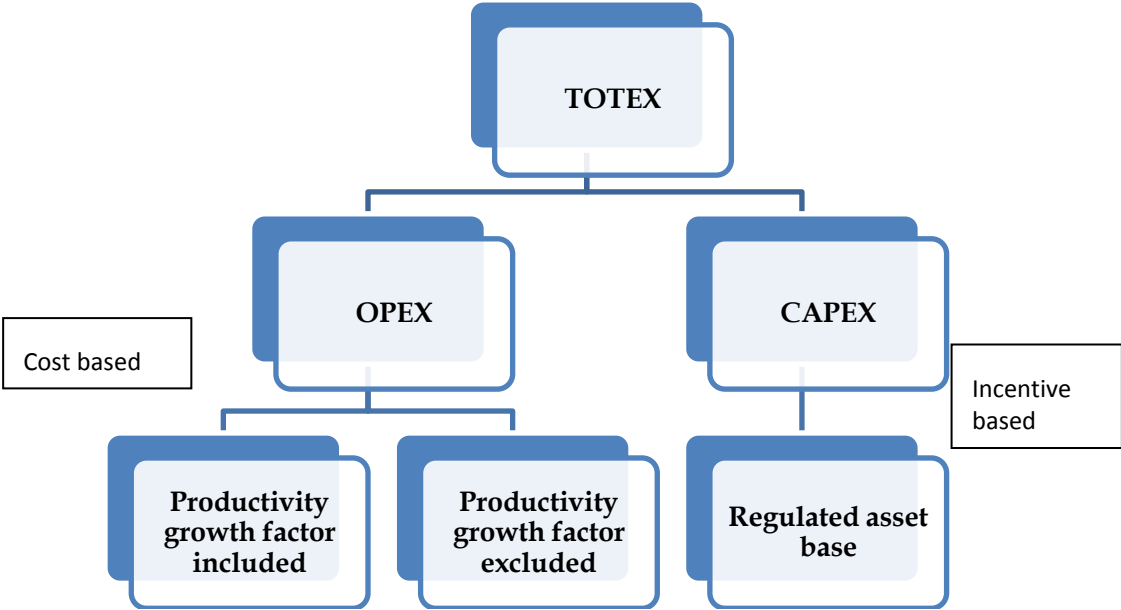 TOTEX
OPEX
CAPEX
Cost based
Incentive
based
Productivity
growth factor
included
Productivity
growth factor
excluded
Regulated asset
base